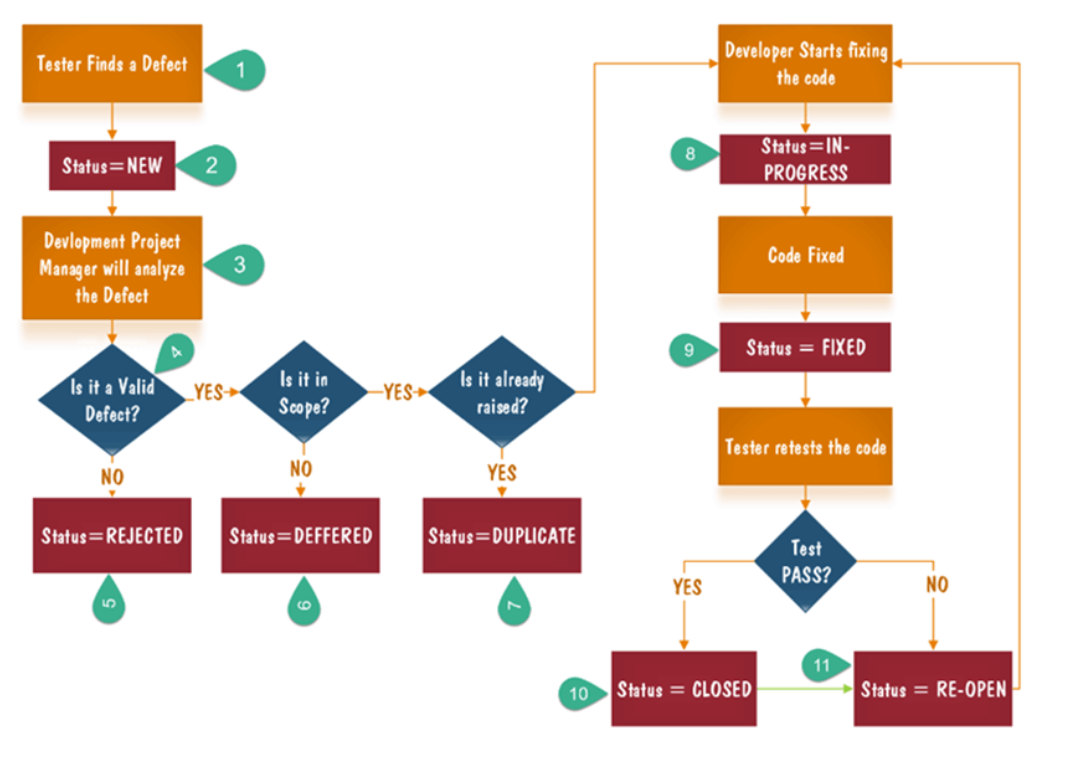 Tester Finds a Defect
1
Status=NEW
2
Devlopment Project
Manager will analyze
the Defect
3
4
Is it a Valid
Defect?
YES
Is it in
Scope?
YES
Is it already
raised?
NO
NO
YES
Status=REJECTED
Status=DEFFERED
Status=DUPLICATE
5
6
7
Developer Starts fixing
the code
8
Status=IN-
PROGRESS
Code Fixed
9
Status = FIXED
Tester retests the code
Test
PASS?
YES
NO
10
Status = CLOSED
11
Status = RE-OPEN